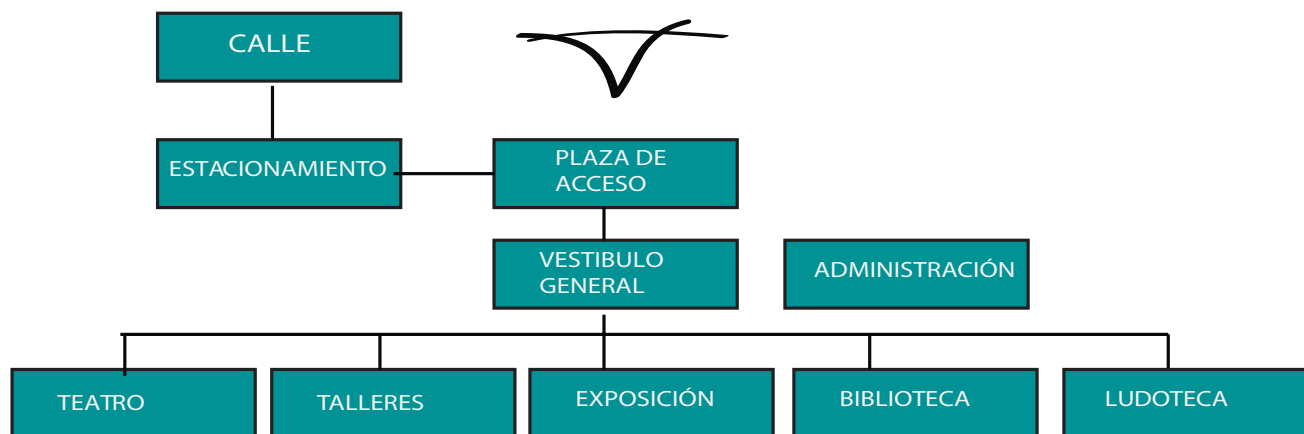 CALLE
ESTACIONAMIENTO
PLAZA DE
ACCESO
VESTIBULO
GENERAL
ADMINISTRACIÓN
TEATRO
TALLERES
EXPOSICIÓN
BIBLIOTECA
LUDOTECA